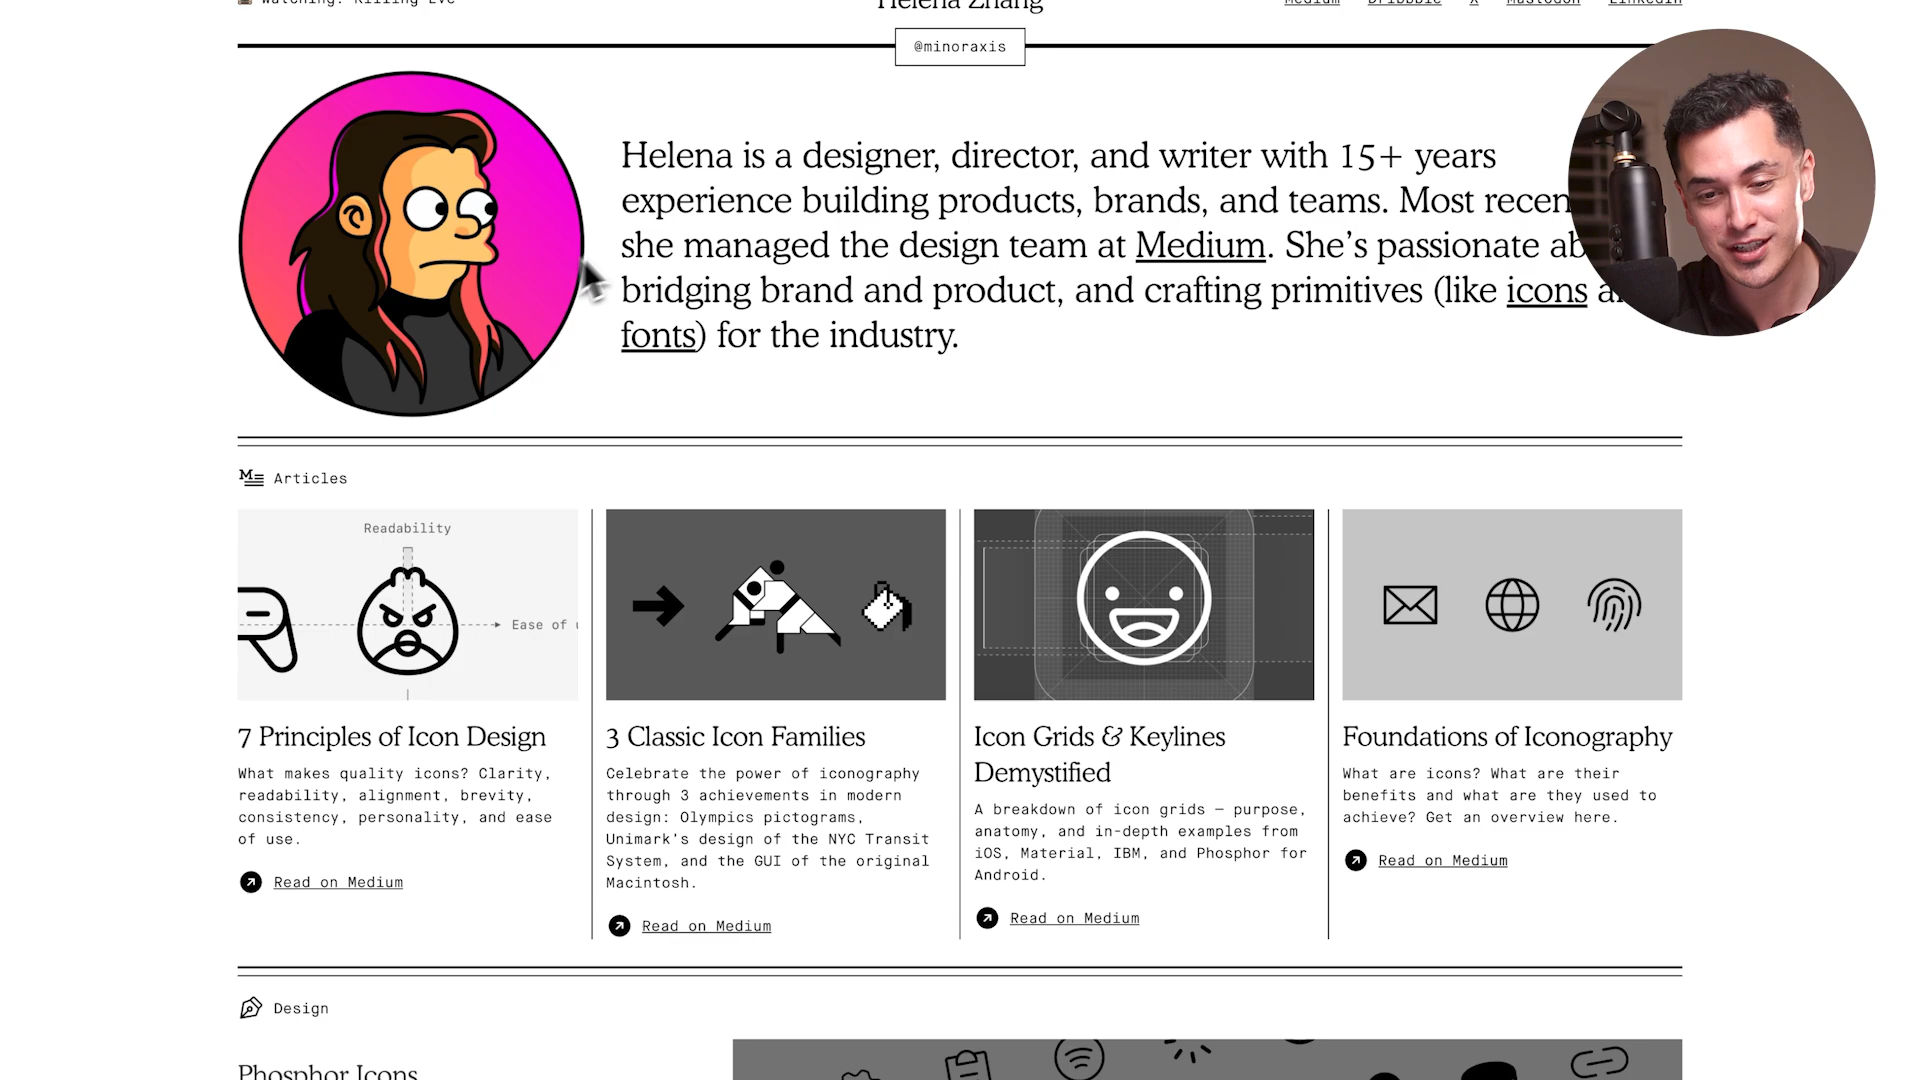 Watching: Killing Eve
Helena Zhang
Medium Dribbble X Mastodon LinkedIn
@minoraxis
Helena is a designer, director, and writer with 15+ years
experience building products, brands, and teams. Most recen
she managed the design team at Medium. She’s passionate ab
bridging brand and product, and crafting primitives (like icons a
fonts) for the industry.
Articles
Readability
Ease of
7 Principles of Icon Design
What makes quality icons? Clarity,
readability, alignment, brevity,
consistency, personality, and ease
of use.
Read on Medium
3 Classic Icon Families
Celebrate the power of iconography
through 3 achievements in modern
design: Olympics pictograms,
Unimark’s design of the NYC Transit
System, and the GUI of the original
Macintosh.
Read on Medium
Icon Grids & Keylines
Demystified
A breakdown of icon grids — purpose,
anatomy, and in-depth examples from
iOS, Material, IBM, and Phosphor for
Android.
Read on Medium
Foundations of Iconography
What are icons? What are their
benefits and what are they used to
achieve? Get an overview here.
Read on Medium
Design
Phosphor Icons